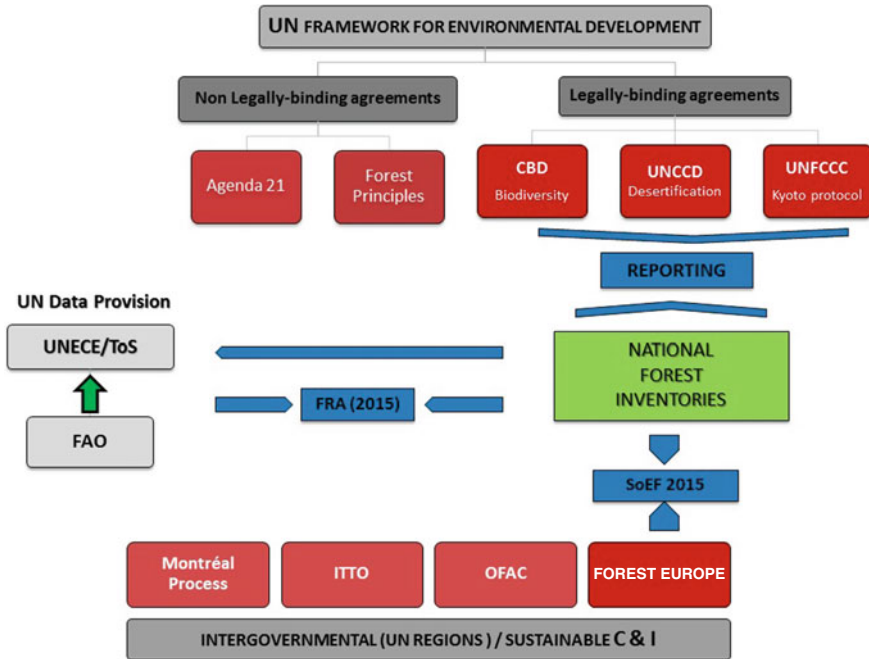 UN FRAMEWORK FOR ENVIRONMENTAL DEVELOPMENT
Non Legally-binding agreements
Legally-binding agreements
Agenda 21
Forest
Principles
CBD
Biodiversity
UNCCD
Desertification
UNFCCC
Kyoto protocol
REPORTING
UN Data Provision
UNECE/ToS
NATIONAL
FOREST
INVENTORIES
FRA (2015)
FAO
SoEF 2015
Montréal
Process
ITTO
OFAC
FOREST EUROPE
INTERGOVERNMENTAL (UN REGIONS) / SUSTAINABLE C & I